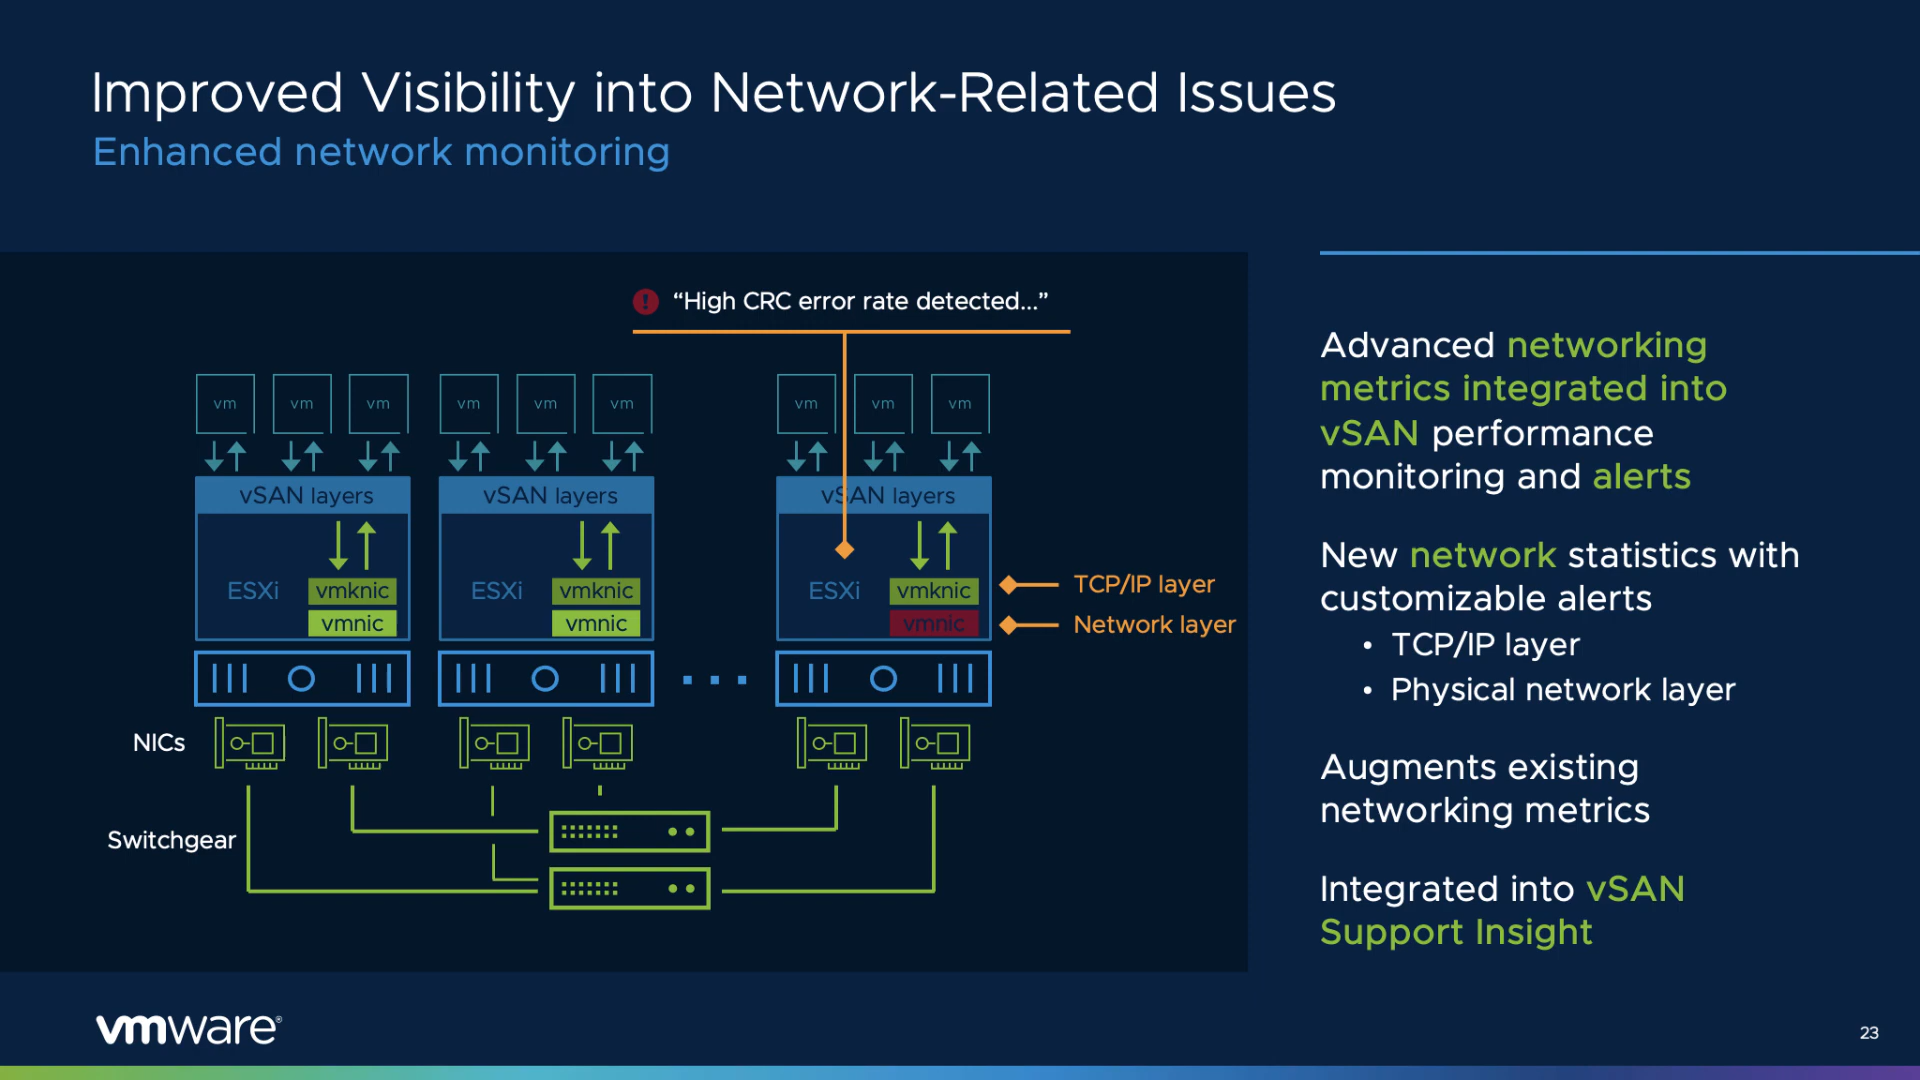 Improved Visibility into Network-Related Issues
Enhanced network monitoring
! “High CRC error rate detected...”
vm vm vm vm vm vm vm vm vm
vSAN layers vSAN layers vSAN layers
ESXi vmknic ESXi vmknic ESXi vmknic TCP/IP layer
vmnic vmnic vmnic Network layer
NICs
Switchgear
Advanced networking
metrics integrated into
vSAN performance
monitoring and alerts
New network statistics with
customizable alerts
• TCP/IP layer
• Physical network layer
Augments existing
networking metrics
Integrated into vSAN
Support Insight
vmware®
23